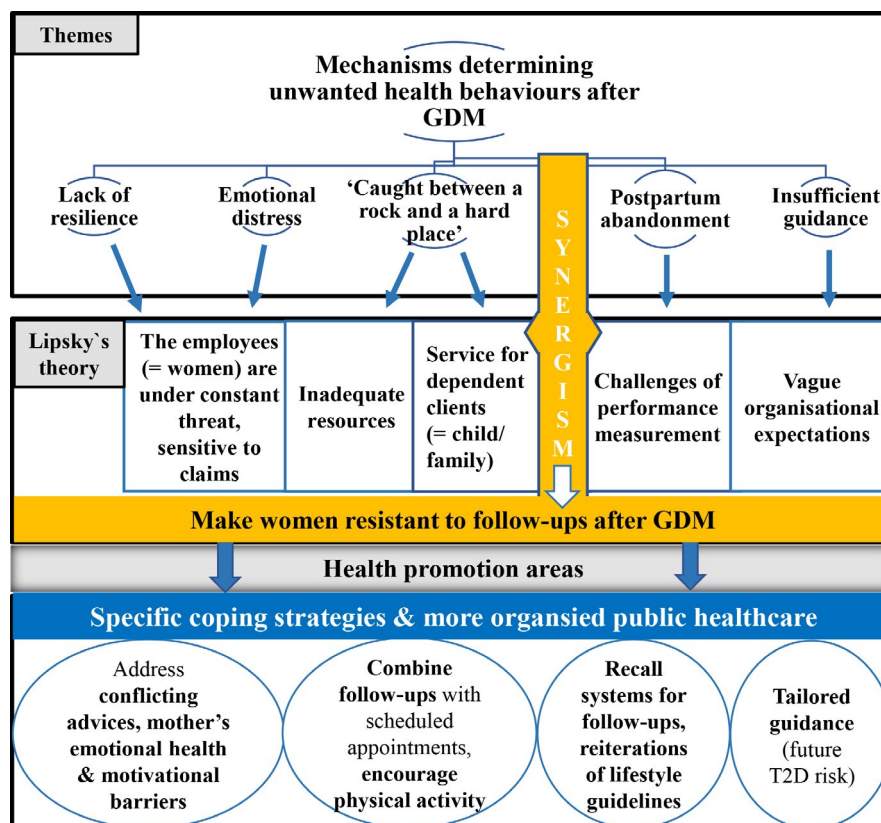 Themes
Mechanisms determining
unwanted health behaviours after
GDM
Lack of
resilience
Emotional
distress
‘Caught between a
rock and a hard
place’
Postpartum
abandonment
Insufficient
guidance
SYNERGISM
Lipsky`s
theory
The employees
(= women) are
under constant
threat,
sensitive to
claims
Inadequate
resources
Service for
dependent
clients
(= child/
family)
Challenges of
performance
measurement
Vague
organisational
expectations
Make women resistant to follow-ups after GDM
Health promotion areas
Specific coping strategies & more organsied public healthcare
Address
conflicting
advices, mother’s
emotional health
& motivational
barriers
Combine
follow-ups with
scheduled
appointments,
encourage
physical activity
Recall
systems for
follow-ups,
reiterations
of lifestyle
guidelines
Tailored
guidance
(future
T2D risk)